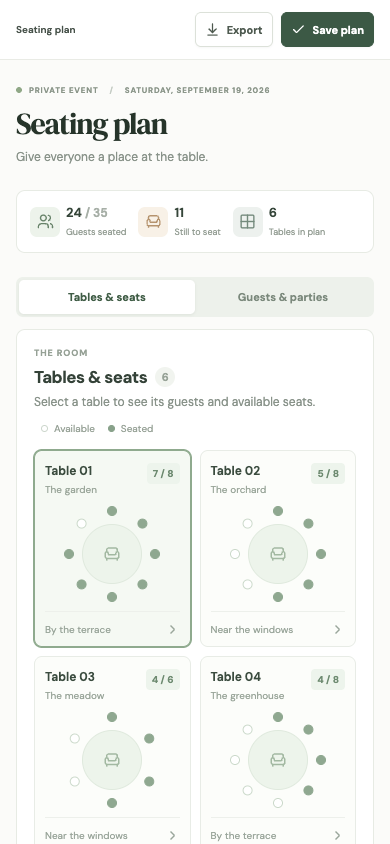 Seating plan
Export
Save plan
PRIVATE EVENT / SATURDAY, SEPTEMBER 19, 2026
Seating plan
Give everyone a place at the table.
24 / 35
Guests seated
11
Still to seat
6
Tables in plan
Tables & seats
Guests & parties
THE ROOM
Tables & seats 6
Select a table to see its guests and available seats.
Available
Seated
Table 01
7 / 8
The garden
By the terrace
Table 02
5 / 8
The orchard
Near the windows
Table 03
4 / 6
The meadow
Near the windows
Table 04
4 / 8
The greenhouse
By the terrace